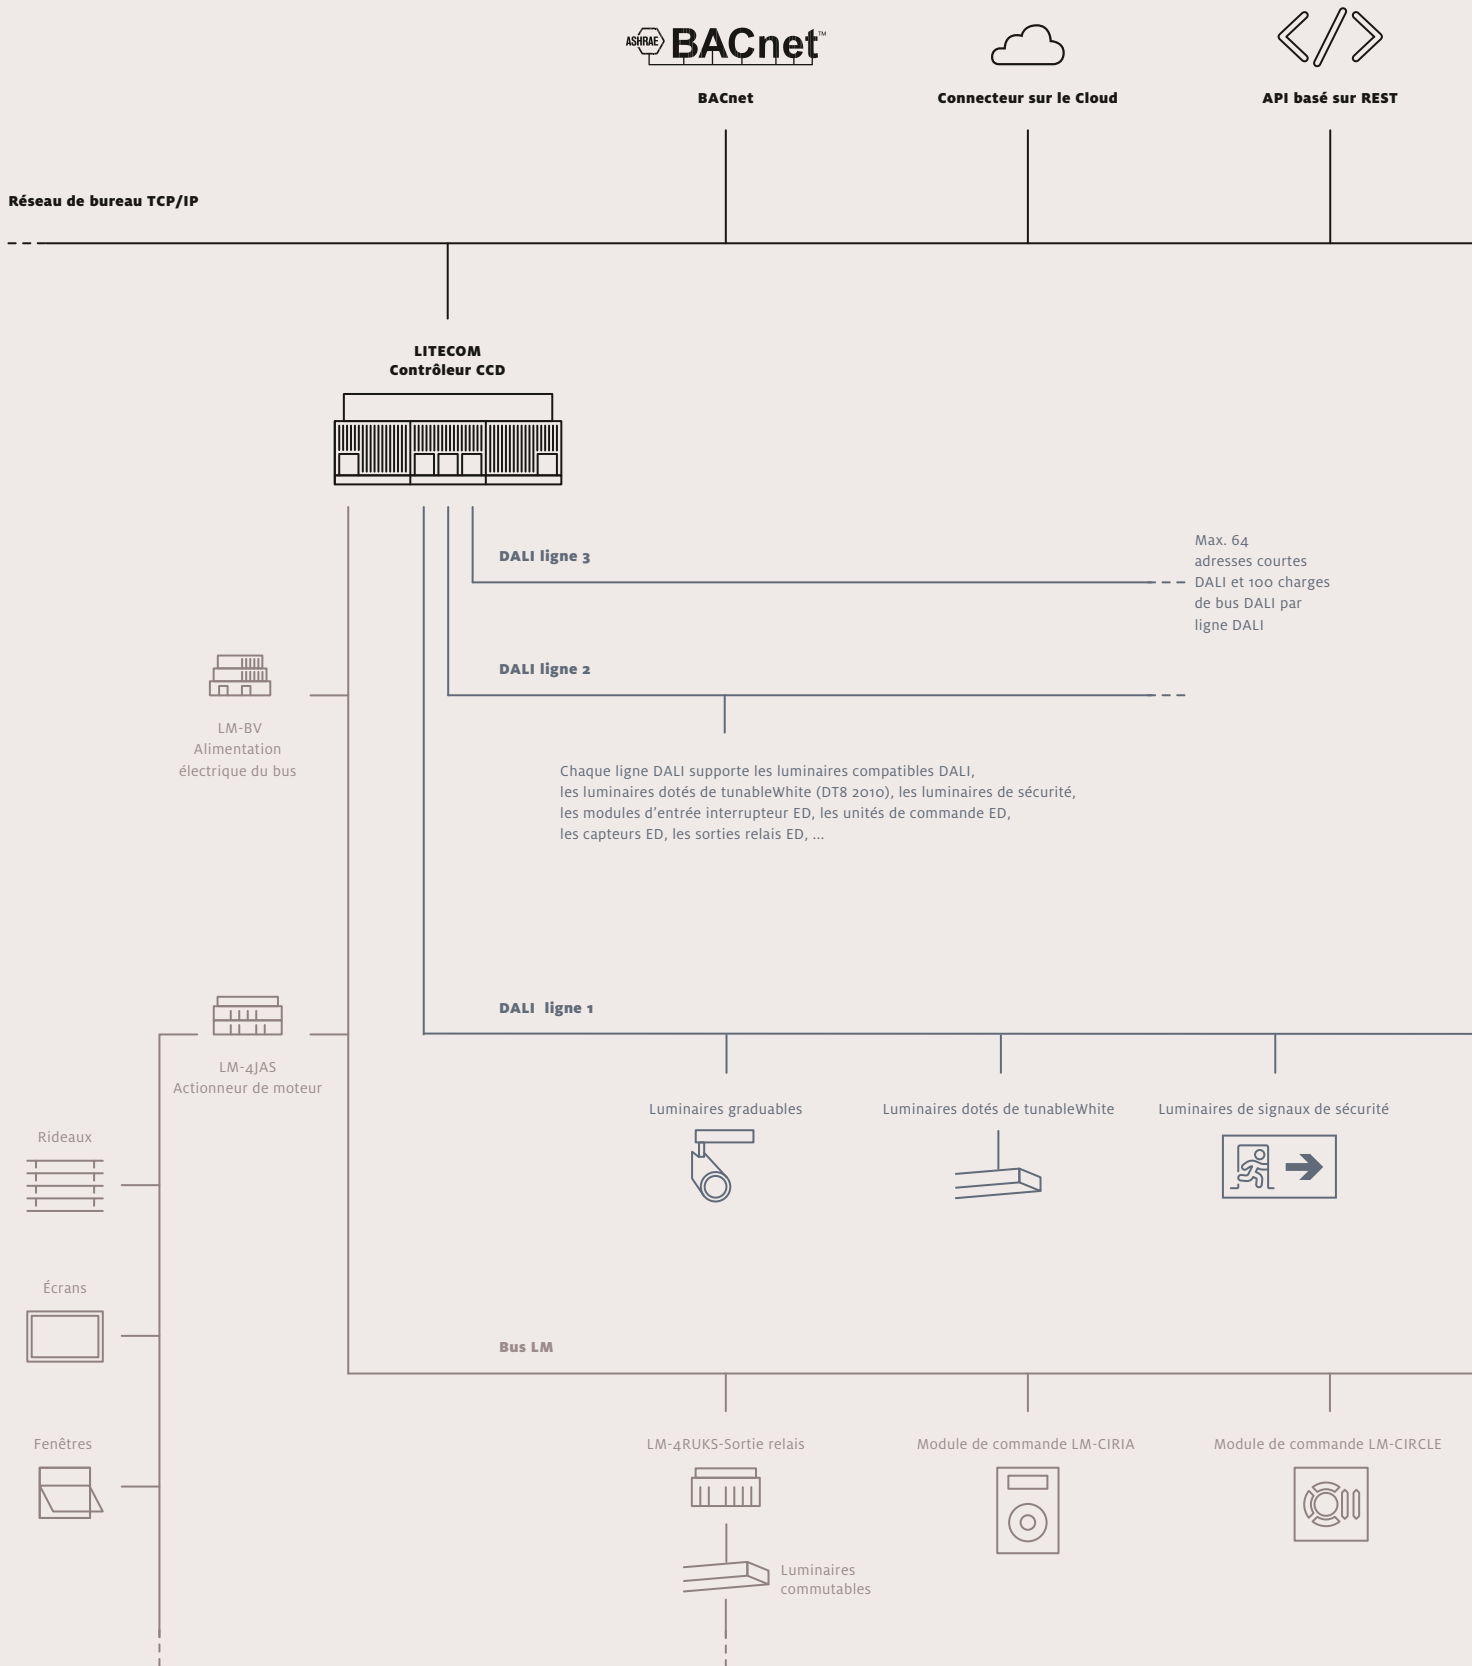 ASHRAE BACnet™
BACnet
Connecteur sur le Cloud
API basé sur REST
Réseau de bureau TCP/IP
LITECOM
Contrôleur CCD
DALI ligne 3
Max. 64
adresses courtes
DALI et 100 charges
de bus DALI par
ligne DALI
DALI ligne 2
LM-BV
Alimentation
électrique du bus
Chaque ligne DALI supporte les luminaires compatibles DALI,
les luminaires dotés de tunableWhite (DT8 2010), les luminaires de sécurité,
les modules d’entrée interrupteur ED, les unités de commande ED,
les capteurs ED, les sorties relais ED, ...
DALI ligne 1
LM-4JAS
Actionneur de moteur
Luminaires graduables
Luminaires dotés de tunableWhite
Luminaires de signaux de sécurité
Rideaux
Écrans
Bus LM
Fenêtres
LM-4RUKS-Sortie relais
Module de commande LM-CIRIA
Module de commande LM-CIRCLE
Luminaires
commutables